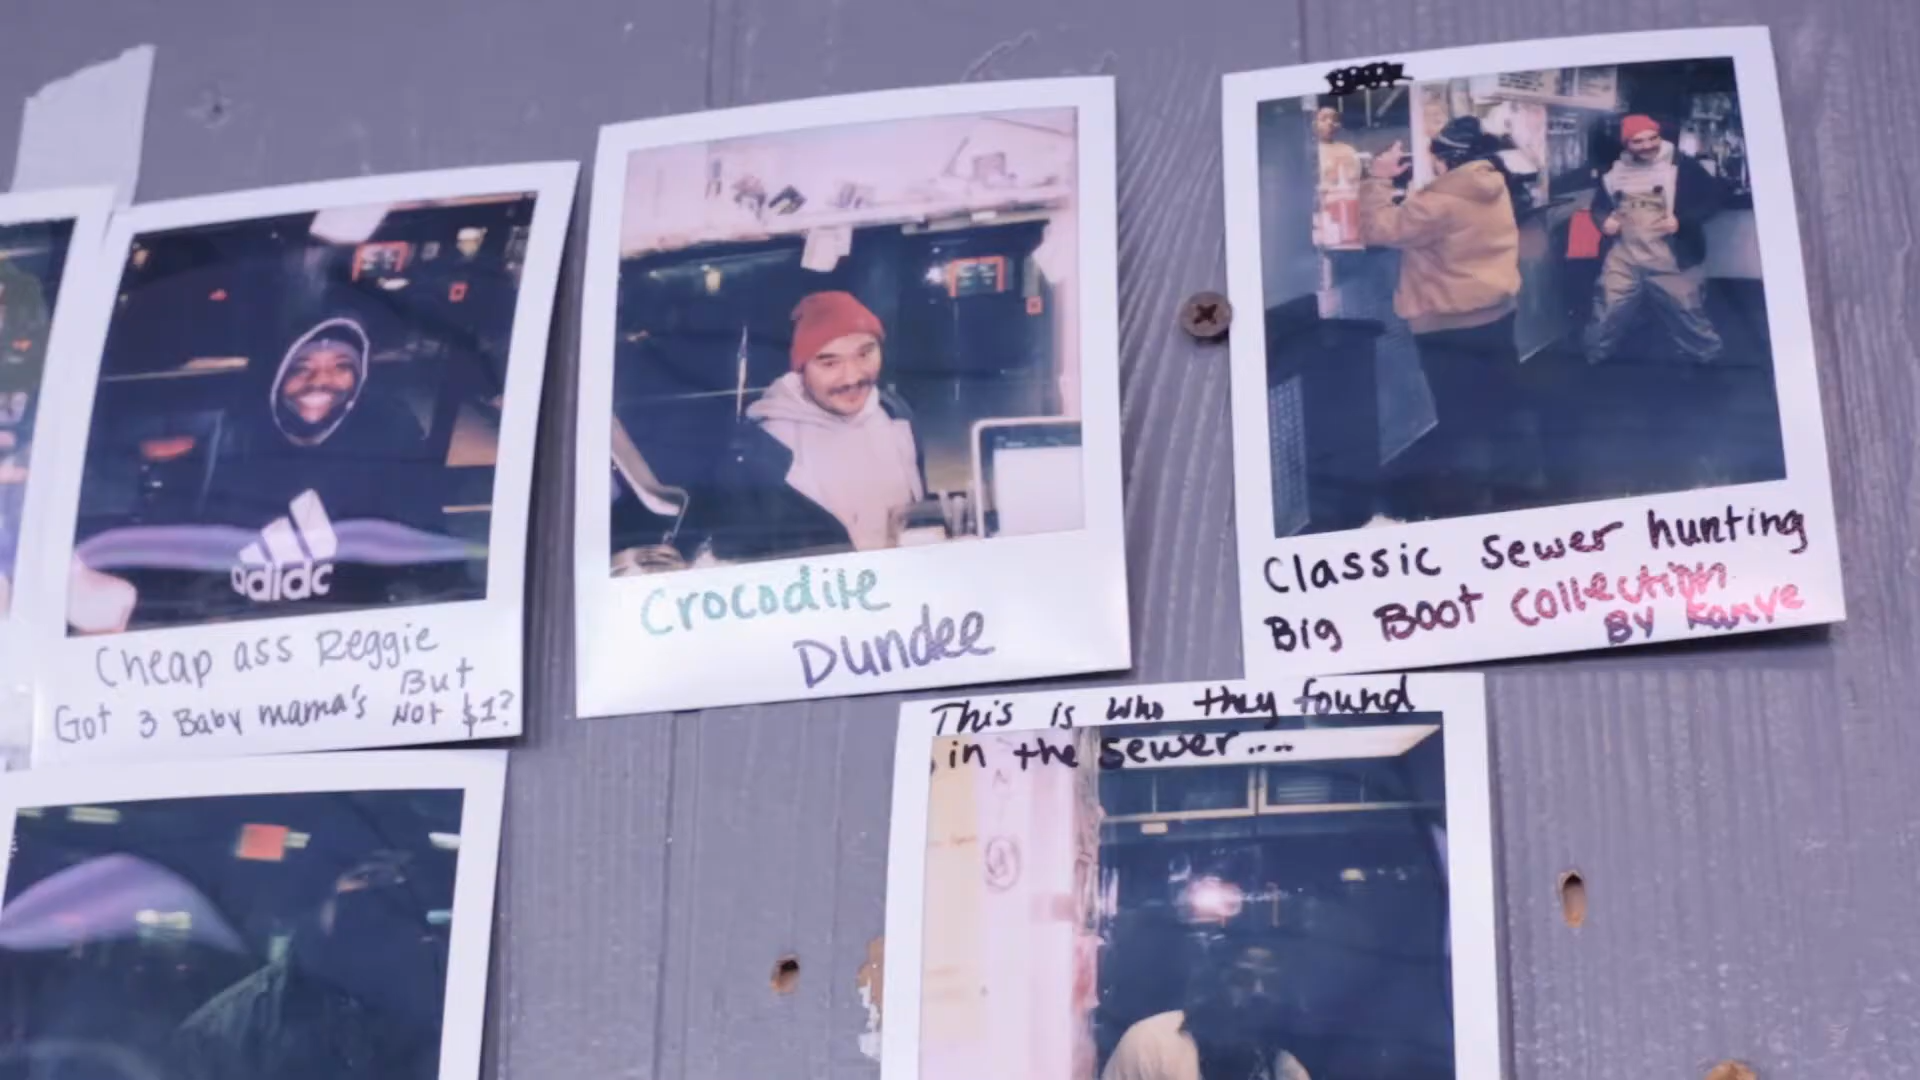 adidc
Cheap ass Reggie
Got 3 Baby mama's But
Not $1?
Crocodile
Dundee
Classic Sewer hunting
Big Boot Collection
By Kanye
This is who they found
in the sewer....